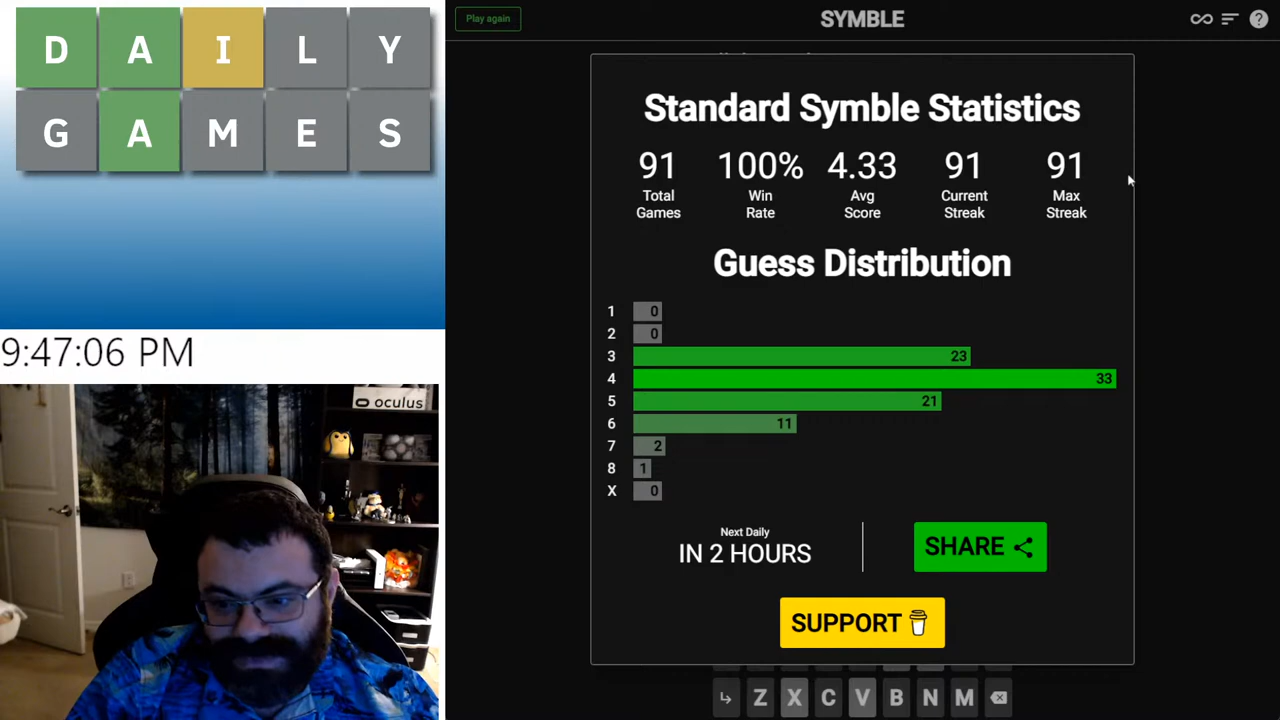 DAILY
GAMES
9:47:06 PM
oculus
Play again
SYMBLE
Standard Symble Statistics
91 100% 4.33 91 91
Total Games Win Rate Avg Score Current Streak Max Streak
Guess Distribution
1 0
2 0
3 23
4 33
5 21
6 11
7 2
8 1
X 0
Next Daily
IN 2 HOURS
SHARE
SUPPORT
Z X C V B N M